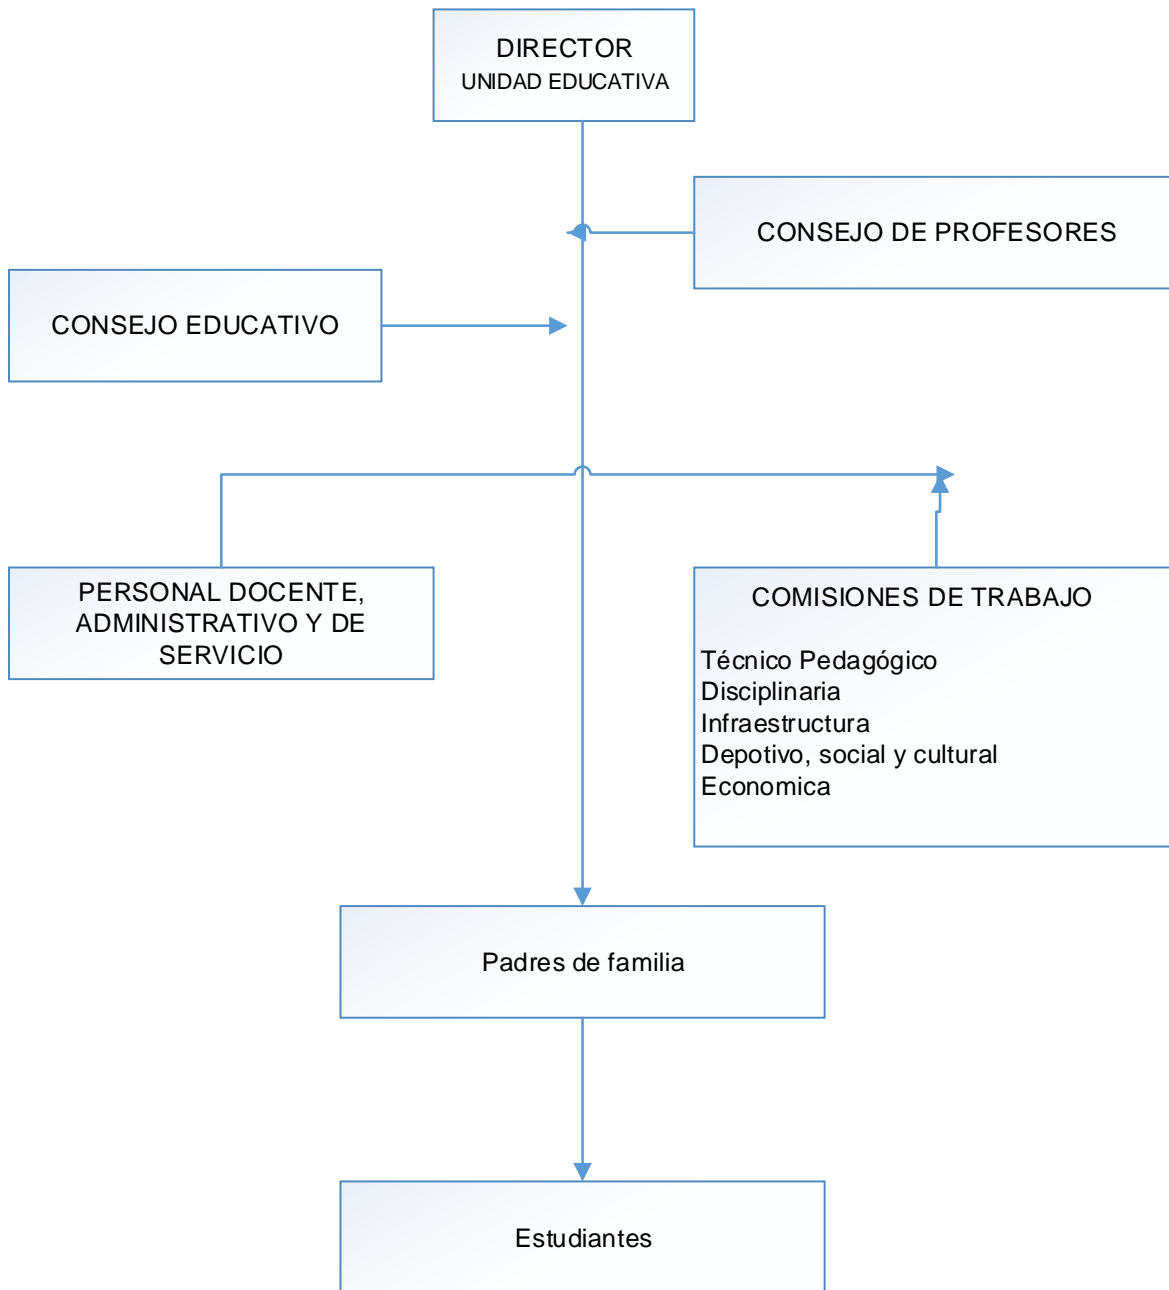 DIRECTOR
UNIDAD EDUCATIVA
CONSEJO DE PROFESORES
CONSEJO EDUCATIVO
PERSONAL DOCENTE,
ADMINISTRATIVO Y DE
SERVICIO
COMISIONES DE TRABAJO
Técnico Pedagógico
Disciplinaria
Infraestructura
Depotivo, social y cultural
Economica
Padres de familia
Estudiantes